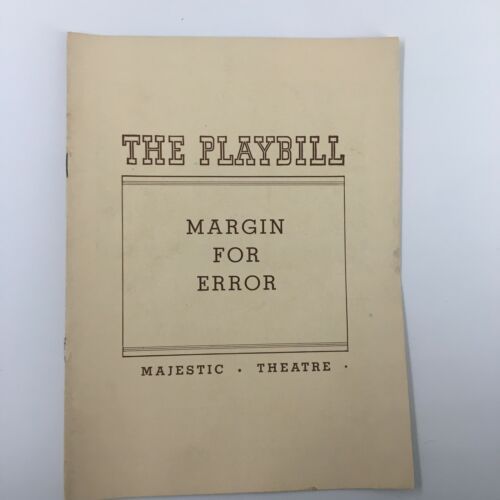 THE PLAYBILL
MARGIN
FOR
ERROR
MAJESTIC · THEATRE ·